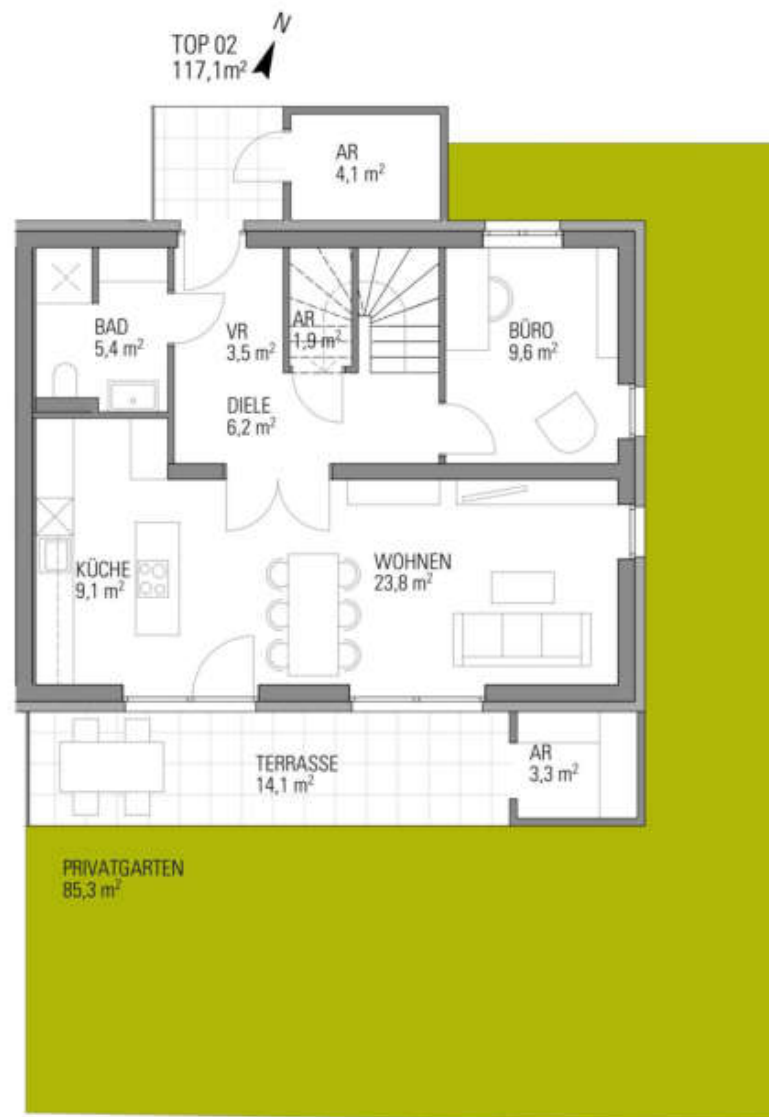 N
TOP 02
117,1m²
AR
4,1 m²
BAD
5,4 m²
VR
3,5 m²
AR
1,9 m²
BÜRO
9,6 m²
DIELE
6,2 m²
KÜCHE
9,1 m²
WOHNEN
23,8 m²
TERRASSE
14,1 m²
AR
3,3 m²
PRIVATGARTEN
85,3 m²